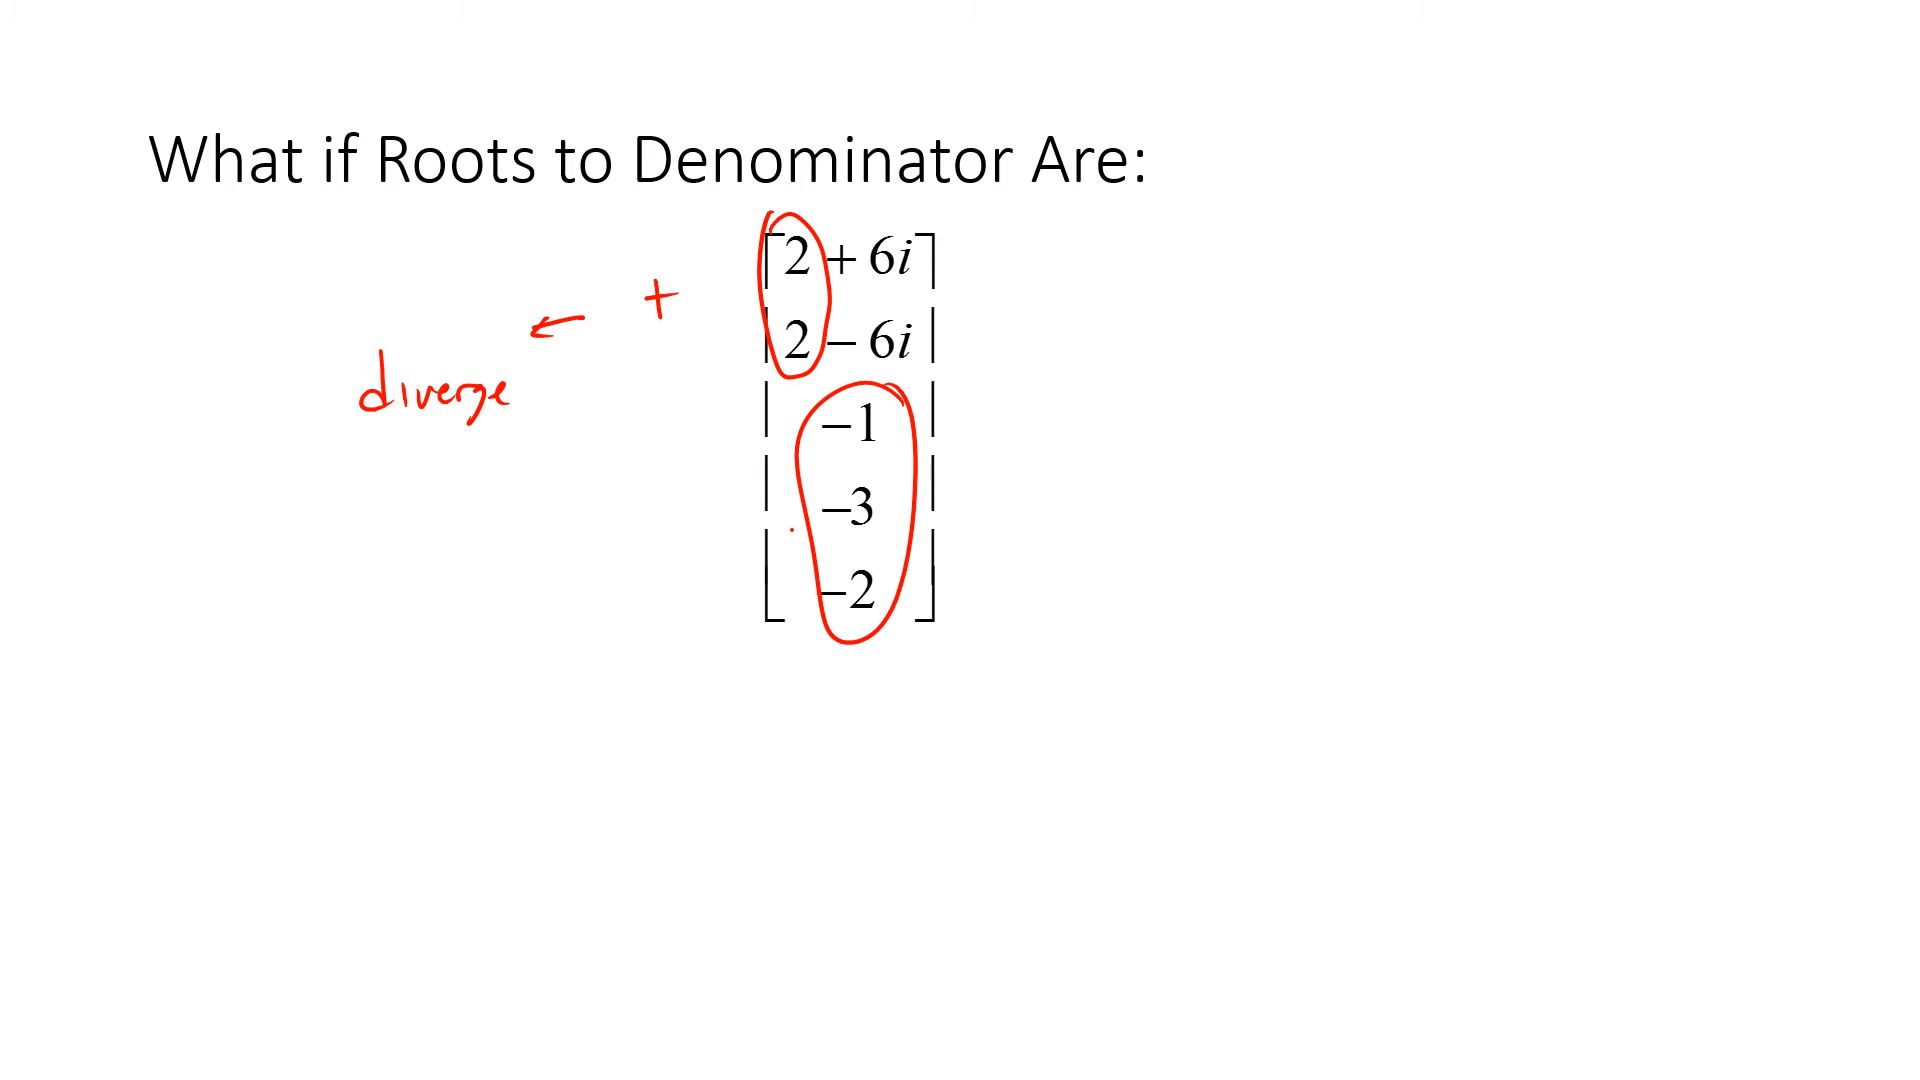 What if Roots to Denominator Are:
2 + 6i
+
2 − 6i
diverge
−1
−3
−2